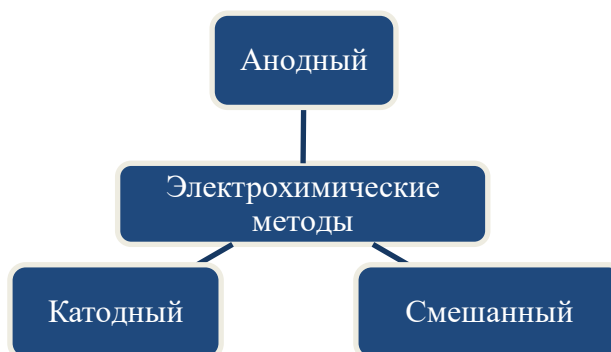 Анодный
Электрохимические
методы
Катодный
Смешанный